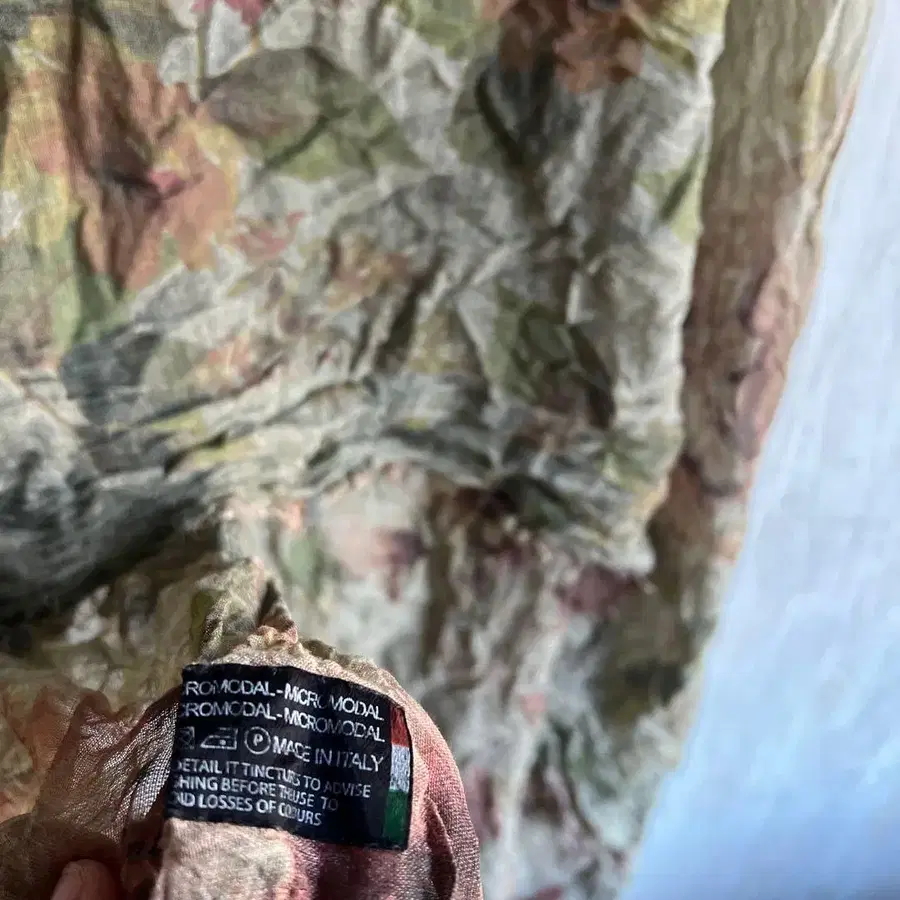 CROMODAL-MICROMODAL
CROMODAL-MICROMODAL
P MADE IN ITALY
DETAIL IT TINCTURS TO ADVISE
HING BEFORE THE USE TO
ND LOSSES OF COOURS